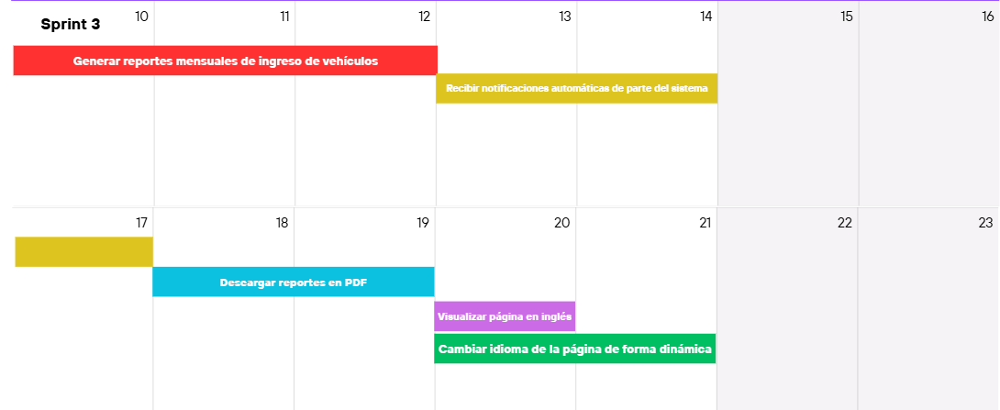 Sprint 3
10
11
12
13
14
15
16
Generar reportes mensuales de ingreso de vehículos
Recibir notificaciones automáticas de parte del sistema
17
18
19
20
21
22
23
Descargar reportes en PDF
Visualizar página en inglés
Cambiar idioma de la página de forma dinámica